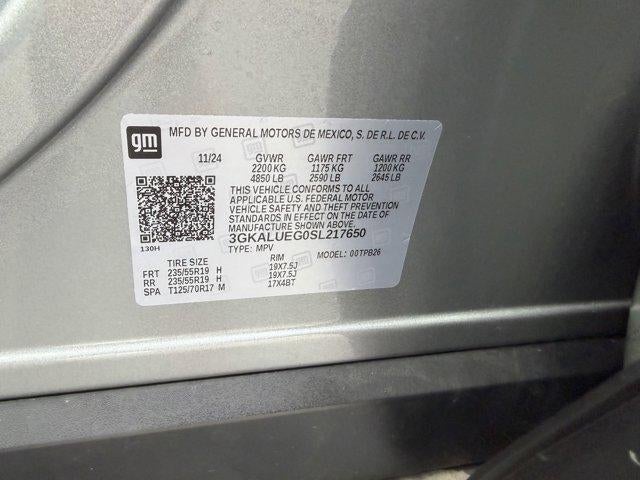 gm
MFD BY GENERAL MOTORS DE MEXICO, S. DE R.L. DE C.V.
11/24 GVWR GAWR FRT GAWR RR
2200 KG 1175 KG 1200 KG
4850 LB 2590 LB 2645 LB
THIS VEHICLE CONFORMS TO ALL
APPLICABLE U.S. FEDERAL MOTOR
VEHICLE SAFETY AND THEFT PREVENTION
STANDARDS IN EFFECT ON THE DATE OF
MANUFACTURE SHOWN ABOVE.
3GKALUEG0SL217650
130H TYPE: MPV MODEL: 00TPB26
TIRE SIZE RIM
FRT 235/55R19 H 19X7.5J
RR 235/55R19 H 19X7.5J
SPA T125/70R17 M 17X4BT